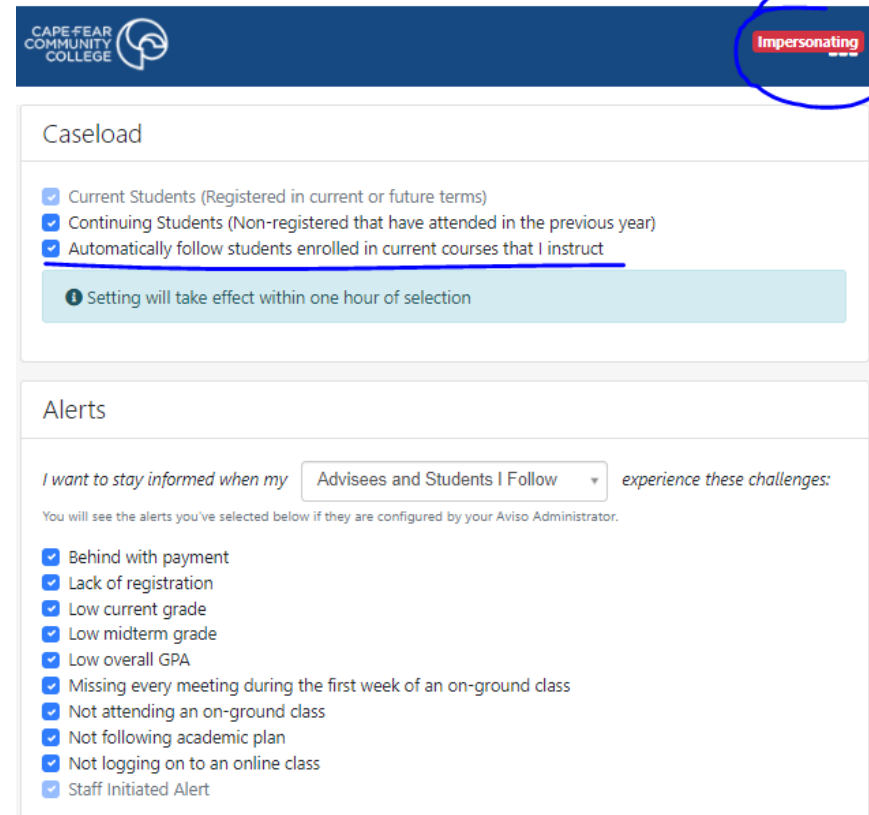 CAPE FEAR
COMMUNITY
COLLEGE
Impersonating
Caseload
Current Students (Registered in current or future terms)
Continuing Students (Non-registered that have attended in the previous year)
Automatically follow students enrolled in current courses that I instruct
Setting will take effect within one hour of selection
Alerts
I want to stay informed when my Advisees and Students I Follow experience these challenges:
You will see the alerts you've selected below if they are configured by your Aviso Administrator.
Behind with payment
Lack of registration
Low current grade
Low midterm grade
Low overall GPA
Missing every meeting during the first week of an on-ground class
Not attending an on-ground class
Not following academic plan
Not logging on to an online class
Staff Initiated Alert